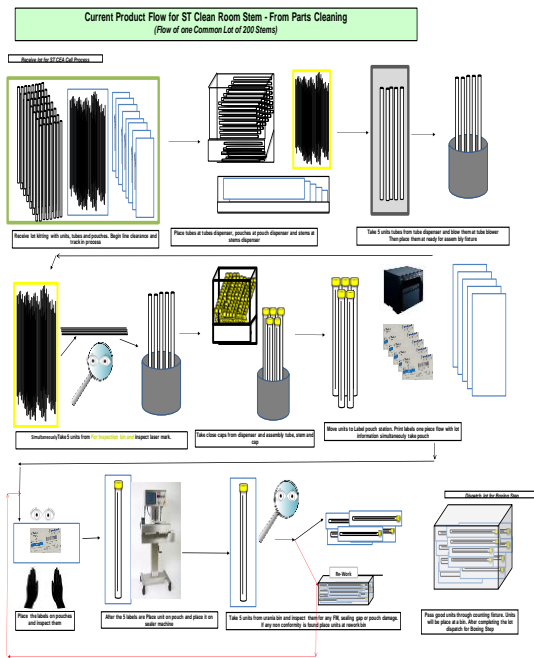 Current Product Flow for ST Clean Room Stem - From Parts Cleaning
(Flow of one Common Lot of 200 Stems)
Receive lot for ST CEA Cell Process
Receive lot kitting with units, tubes and pouches. Begin line clearance and
track in process
Place tubes at tubes dispenser, pouches at pouch dispenser and stems at
stems dispenser
Take 5 units tubes from tube dispenser and blow them at tube blower
Then place them at ready for assembly fixture
Simultaneously Take 5 units from For Inspection bin and inspect laser mark.
Take close caps from dispenser and assembly tube, stem and
cap
Move units to Label pouch station. Print labels one place flow with lot
information simultaneously take pouch
Dispatch lot for Boxing Step
Re-Work
Place the labels on pouches
and inspect them
After the 5 labels are Place unit on pouch and place it on
sealer machine
Take 5 units from urania bin and inspect them for any FM, sealing gap or pouch damage.
If any non conformity is found place units at rework bin
Pass good units through counting fixture. Units
will be place at a bin. After completing the lot
dispatch for Boxing Step